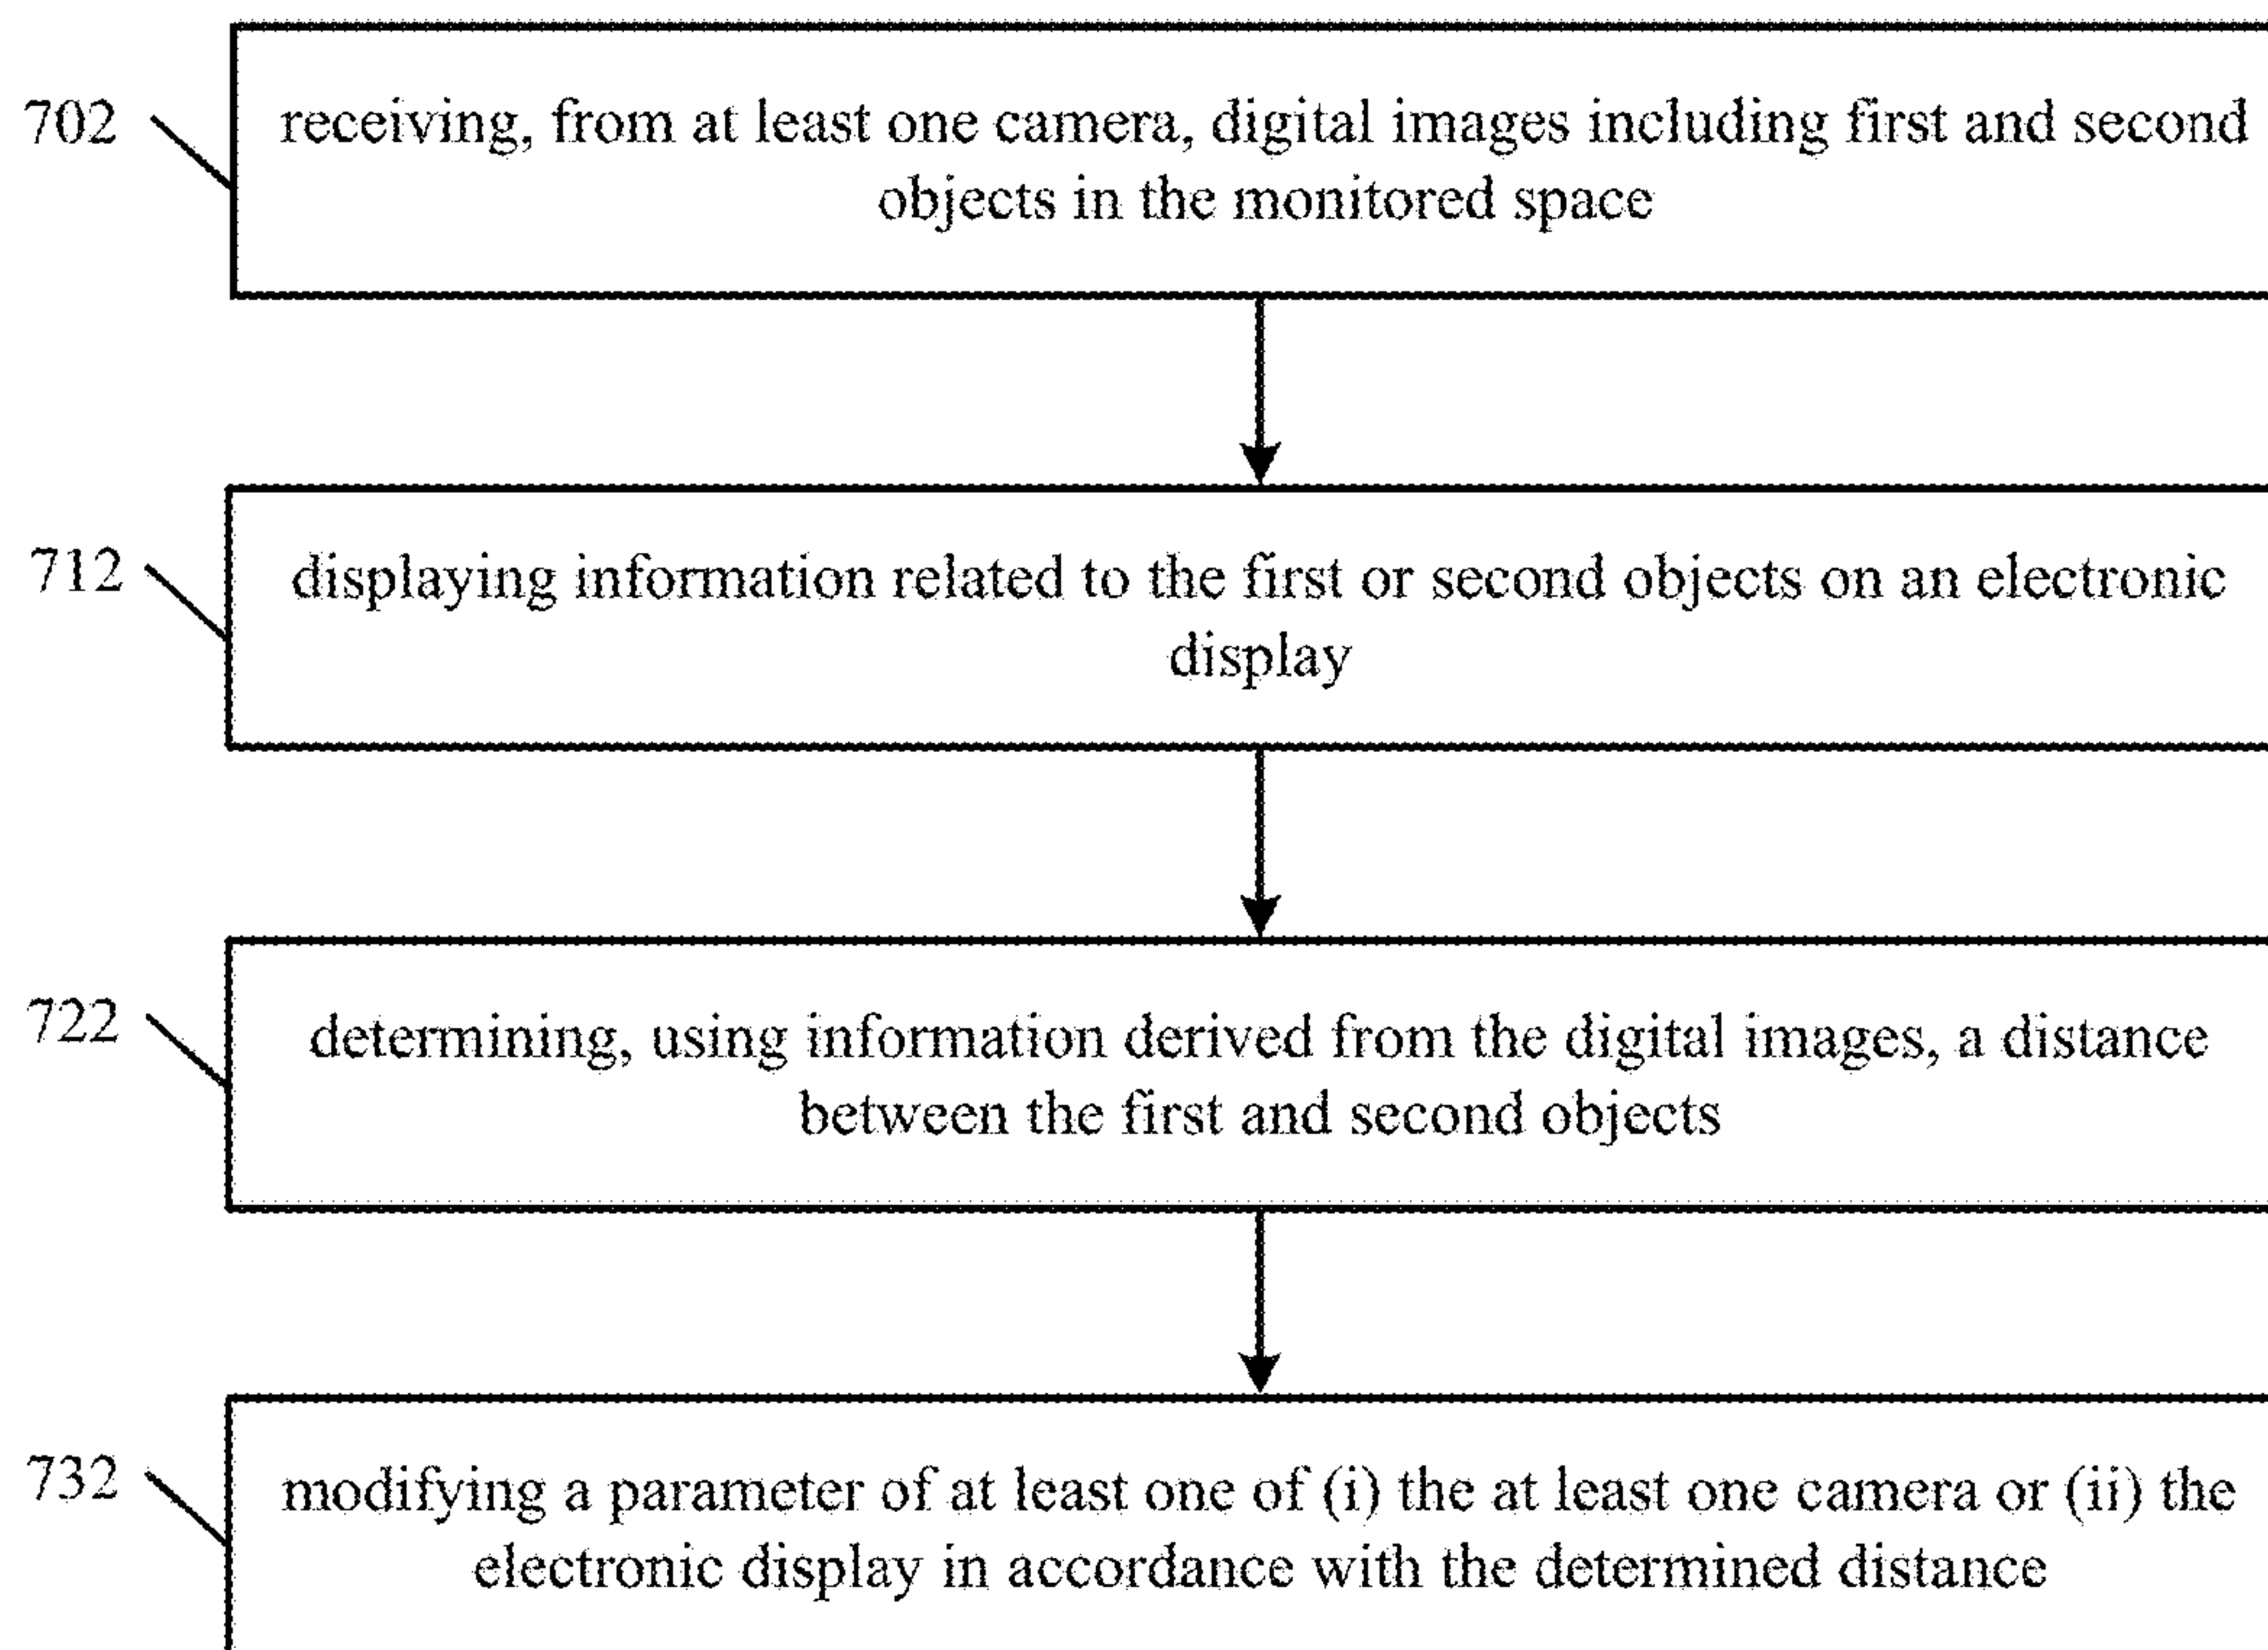 702
receiving, from at least one camera, digital images including first and second
objects in the monitored space
712
displaying information related to the first or second objects on an electronic
display
722
determining, using information derived from the digital images, a distance
between the first and second objects
732
modifying a parameter of at least one of (i) the at least one camera or (ii) the
electronic display in accordance with the determined distance